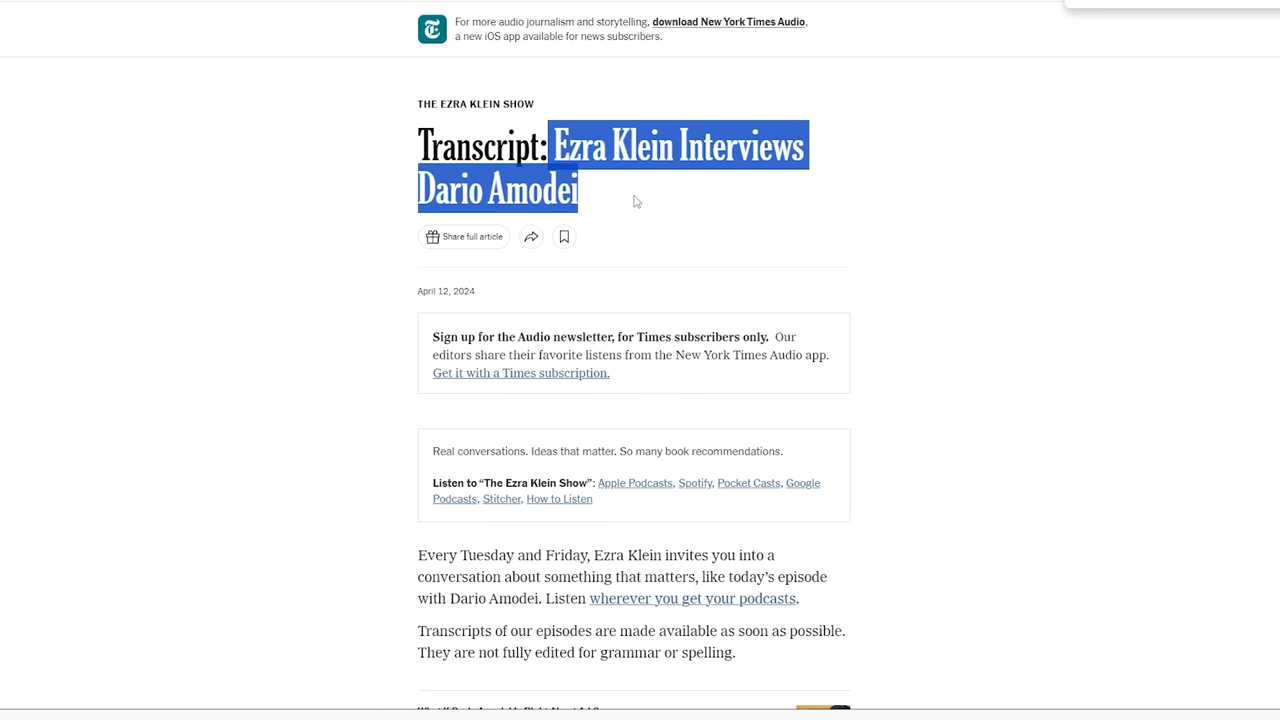 For more audio journalism and storytelling, download New York Times Audio,
a new iOS app available for news subscribers.
THE EZRA KLEIN SHOW
Transcript: Ezra Klein Interviews
Dario Amodei
Share full article
April 12, 2024
Sign up for the Audio newsletter, for Times subscribers only. Our
editors share their favorite listens from the New York Times Audio app.
Get it with a Times subscription.
Real conversations. Ideas that matter. So many book recommendations.
Listen to “The Ezra Klein Show”: Apple Podcasts, Spotify, Pocket Casts, Google
Podcasts, Stitcher, How to Listen
Every Tuesday and Friday, Ezra Klein invites you into a
conversation about something that matters, like today’s episode
with Dario Amodei. Listen wherever you get your podcasts.
Transcripts of our episodes are made available as soon as possible.
They are not fully edited for grammar or spelling.